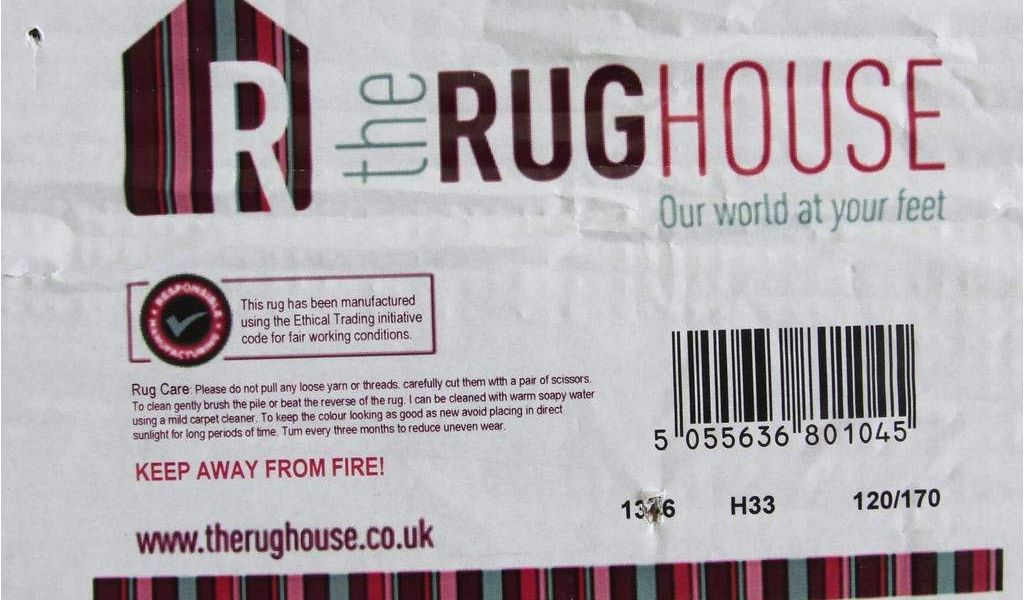 R
the RUGHOUSE
Our world at your feet
RESPONSIBLE
MANUFACTURING
This rug has been manufactured
using the Ethical Trading initiative
code for fair working conditions.
Rug Care: Please do not pull any loose yarn or threads. carefully cut them wtth a pair of scissors.
To clean gently brush the pile or beat the reverse of the rug. I can be cleaned with warm soapy water
using a mild carpet cleaner. To keep the colour looking as good as new avoid placing in direct
sunlight for long periods of time. Tum every three months to reduce uneven wear.
KEEP AWAY FROM FIRE!
5 055636 801045
H33 120/170
www.therughouse.co.uk